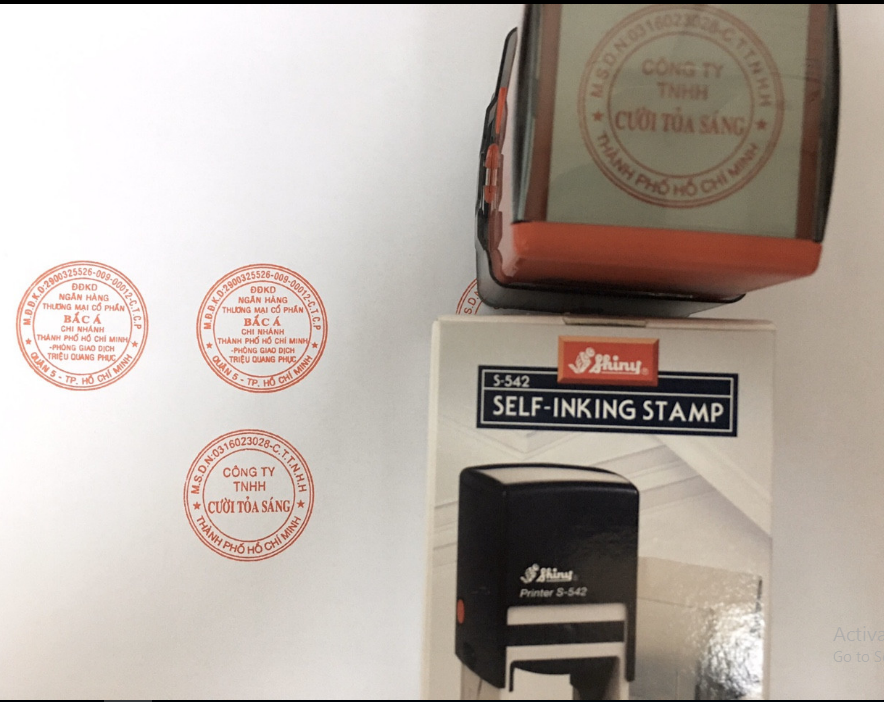 M.S.D.N:0316023028-C.T.T.N.H.H
CÔNG TY
TNHH
CƯỜI TỎA SÁNG
THÀNH PHỐ HỒ CHÍ MINH
M.Đ.Đ.K.D:2900325526-009-00012-C.T.C.P
ĐĐKD
NGÂN HÀNG
THƯƠNG MẠI CỔ PHẦN
BẮC Á
CHI NHÁNH
THÀNH PHỐ HỒ CHÍ MINH
-PHÒNG GIAO DỊCH
TRIỆU QUANG PHỤC
QUẬN 5 - TP. HỒ CHÍ MINH
M.Đ.Đ.K.D:2900325526-009-00012-C.T.C.P
ĐĐKD
NGÂN HÀNG
THƯƠNG MẠI CỔ PHẦN
BẮC Á
CHI NHÁNH
THÀNH PHỐ HỒ CHÍ MINH
-PHÒNG GIAO DỊCH
TRIỆU QUANG PHỤC
QUẬN 5 - TP. HỒ CHÍ MINH
Shiny
S-542
SELF-INKING STAMP
M.S.D.N:0316023028-C.T.T.N.H.H
CÔNG TY
TNHH
CƯỜI TỎA SÁNG
THÀNH PHỐ HỒ CHÍ MINH
Shiny
Printer S-542
Activa
Go to S